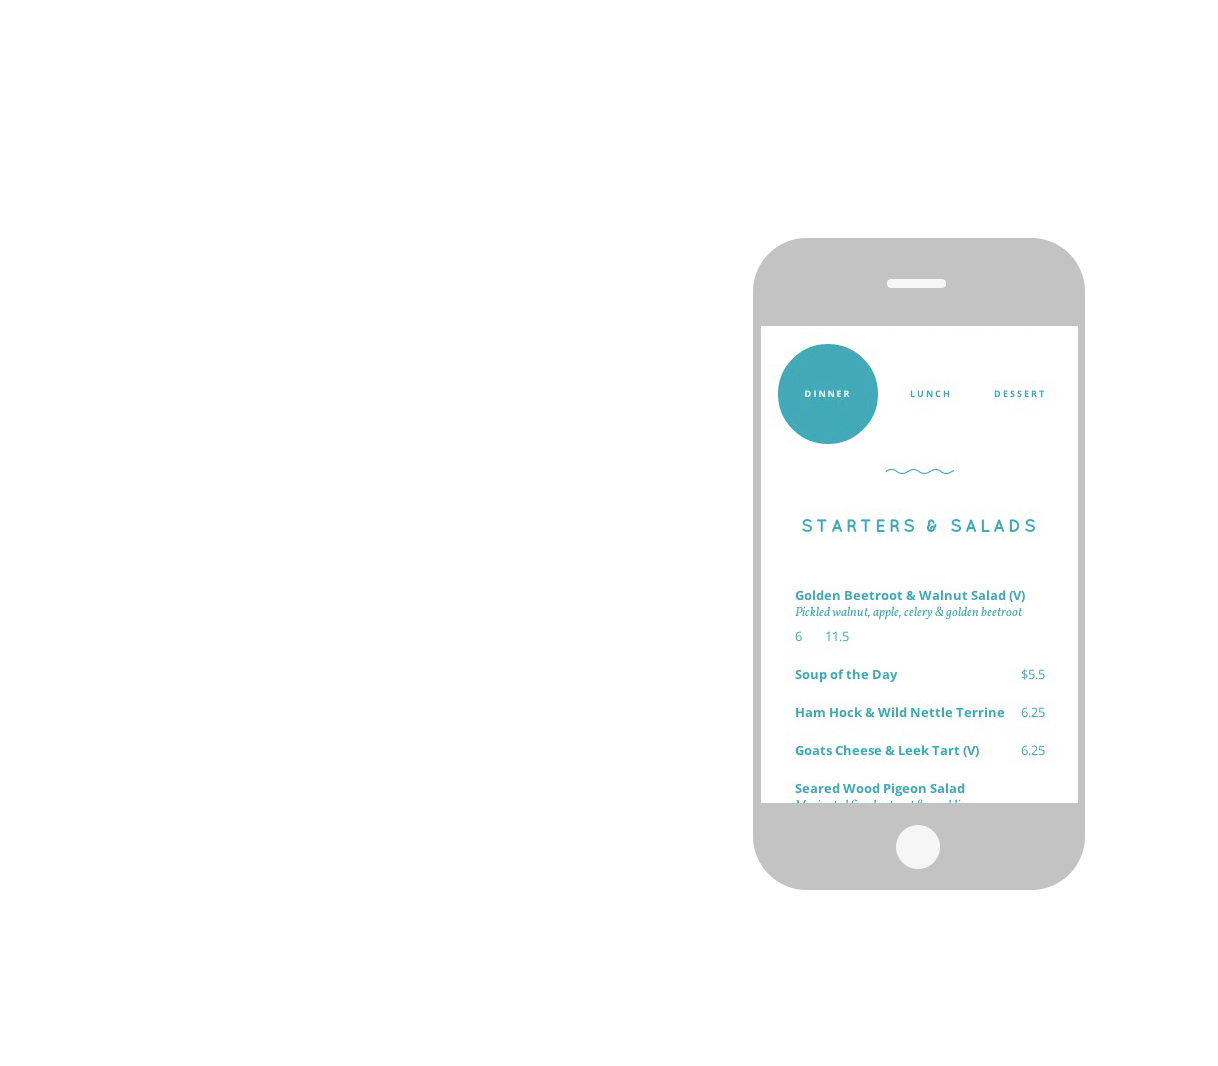 DINNER LUNCH DESSERT
STARTERS & SALADS
Golden Beetroot & Walnut Salad (V)
Pickled walnut, apple, celery & golden beetroot
6 11.5
Soup of the Day $5.5
Ham Hock & Wild Nettle Terrine 6.25
Goats Cheese & Leek Tart (V) 6.25
Seared Wood Pigeon Salad